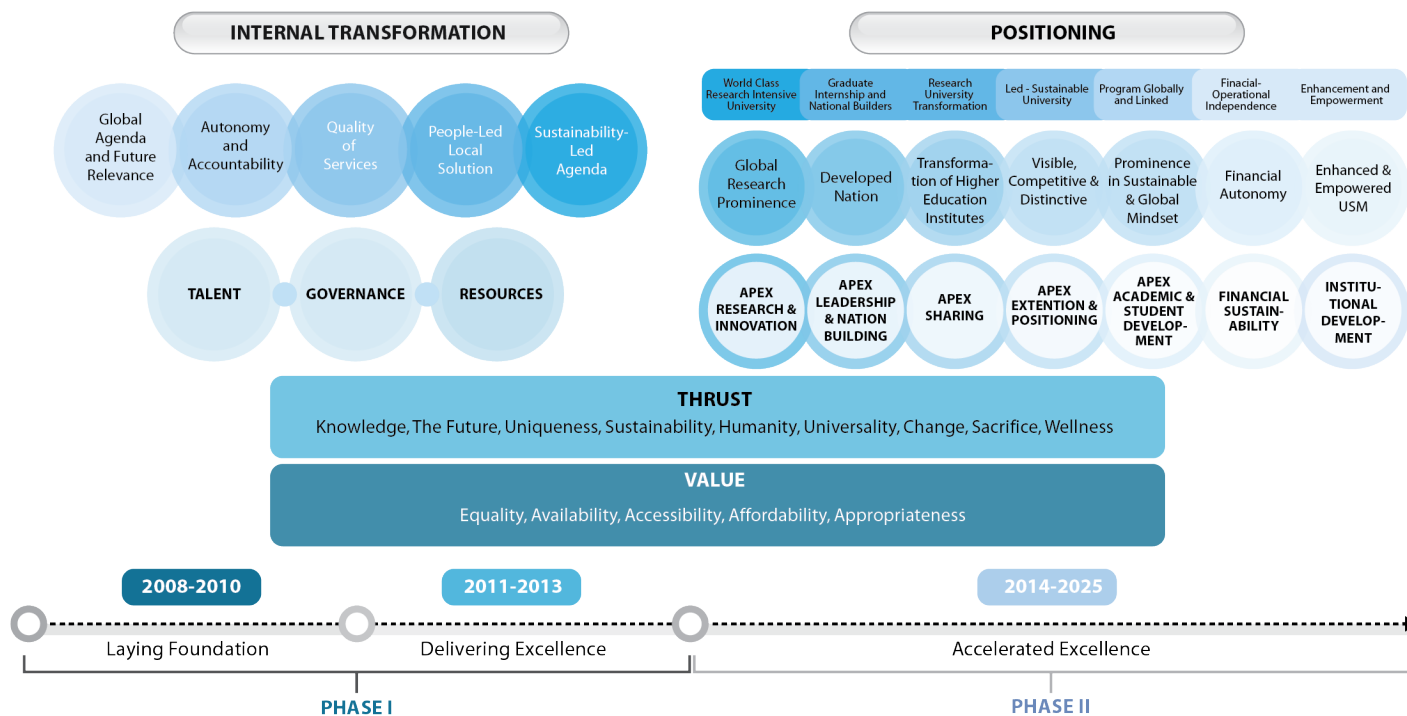 INTERNAL TRANSFORMATION
Global
Agenda
and Future
Relevance
Autonomy
and
Accountability
Quality
of
Services
People-Led
Local
Solution
Sustainability-
Led
Agenda
TALENT
GOVERNANCE
RESOURCES
POSITIONING
World Class
Research Intensive
University
Graduate
Internship and
National Builders
Research
University
Transformation
Led - Sustainable
University
Program Globally
and Linked
Finacial-
Operational
Independence
Enhancement and
Empowerment
Global
Research
Prominence
Developed
Nation
Transforma-
tion of Higher
Education
Institutes
Visible,
Competitive &
Distinctive
Prominence
in Sustainable
& Global
Mindset
Financial
Autonomy
Enhanced &
Empowered
USM
APEX
RESEARCH &
INNOVATION
APEX
LEADERSHIP
& NATION
BUILDING
APEX
SHARING
APEX
EXTENTION &
POSITIONING
APEX
ACADEMIC &
STUDENT
DEVELOP-
MENT
FINANCIAL
SUSTAIN-
ABILITY
INSTITU-
TIONAL
DEVELOP-
MENT
THRUST
Knowledge, The Future, Uniqueness, Sustainability, Humanity, Universality, Change, Sacrifice, Wellness
VALUE
Equality, Availability, Accessibility, Affordability, Appropriateness
2008-2010
2011-2013
2014-2025
Laying Foundation
Delivering Excellence
Accelerated Excellence
PHASE I
PHASE II